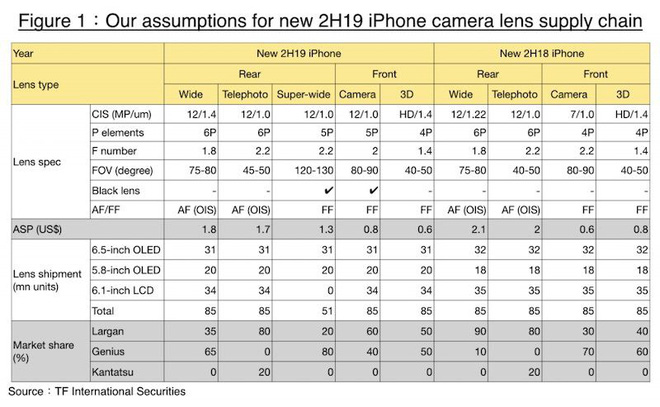 Figure 1：Our assumptions for new 2H19 iPhone camera lens supply chain
Year New 2H19 iPhone New 2H18 iPhone
Lens type Rear Front Rear Front
Wide Telephoto Super-wide Camera 3D Wide Telephoto Camera 3D
Lens spec
CIS (MP/um) 12/1.4 12/1.0 12/1.0 12/1.0 HD/1.4 12/1.22 12/1.0 7/1.0 HD/1.4
P elements 6P 6P 5P 5P 4P 6P 6P 4P 4P
F number 1.8 2.2 2.2 2 1.4 1.8 2.2 2.2 1.4
FOV (degree) 75-80 45-50 120-130 80-90 40-50 75-80 40-50 80-90 40-50
Black lens - - ✔ ✔ - - - - -
AF/FF AF (OIS) AF (OIS) FF FF FF AF (OIS) AF (OIS) FF FF
ASP (US$) 1.8 1.7 1.3 0.8 0.6 2.1 2 0.6 0.8
Lens shipment
(mn units)
6.5-inch OLED 31 31 31 31 31 32 32 32 32
5.8-inch OLED 20 20 20 20 20 18 18 18 18
6.1-inch LCD 34 34 0 34 34 35 35 35 35
Total 85 85 51 85 85 85 85 85 85
Market share
(%)
Largan 35 80 20 60 50 90 80 30 40
Genius 65 0 80 40 50 10 0 70 60
Kantatsu 0 20 0 0 0 0 20 0 0
Source：TF International Securities